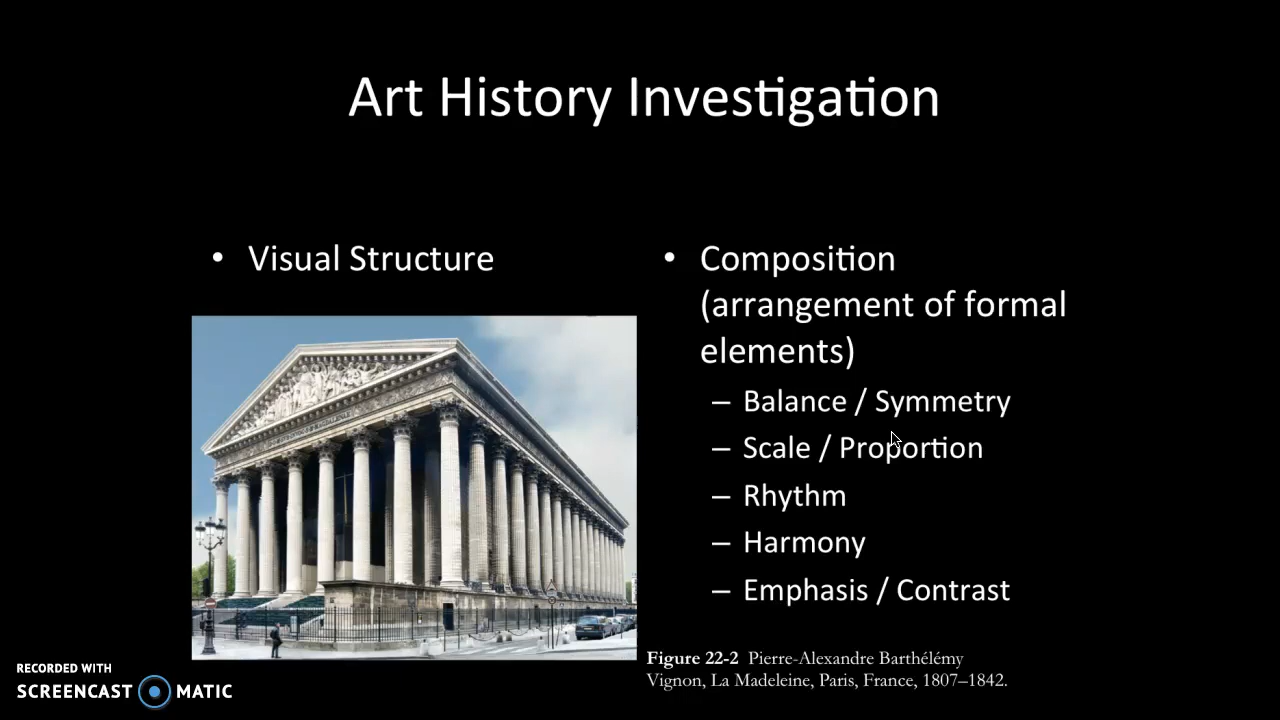 Art History Investigation
• Visual Structure
• Composition
(arrangement of formal
elements)
– Balance / Symmetry
– Scale / Proportion
– Rhythm
– Harmony
– Emphasis / Contrast
Figure 22-2 Pierre-Alexandre Barthélémy
Vignon, La Madeleine, Paris, France, 1807–1842.
RECORDED WITH
SCREENCAST MATIC